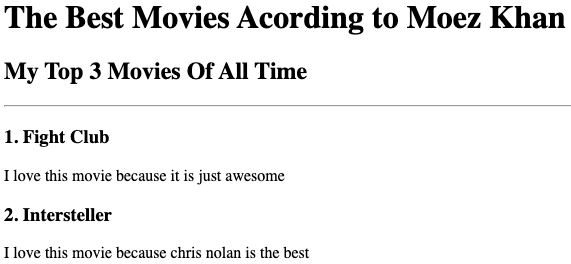 The Best Movies Acording to Moez Khan
My Top 3 Movies Of All Time
1. Fight Club
I love this movie because it is just awesome
2. Intersteller
I love this movie because chris nolan is the best